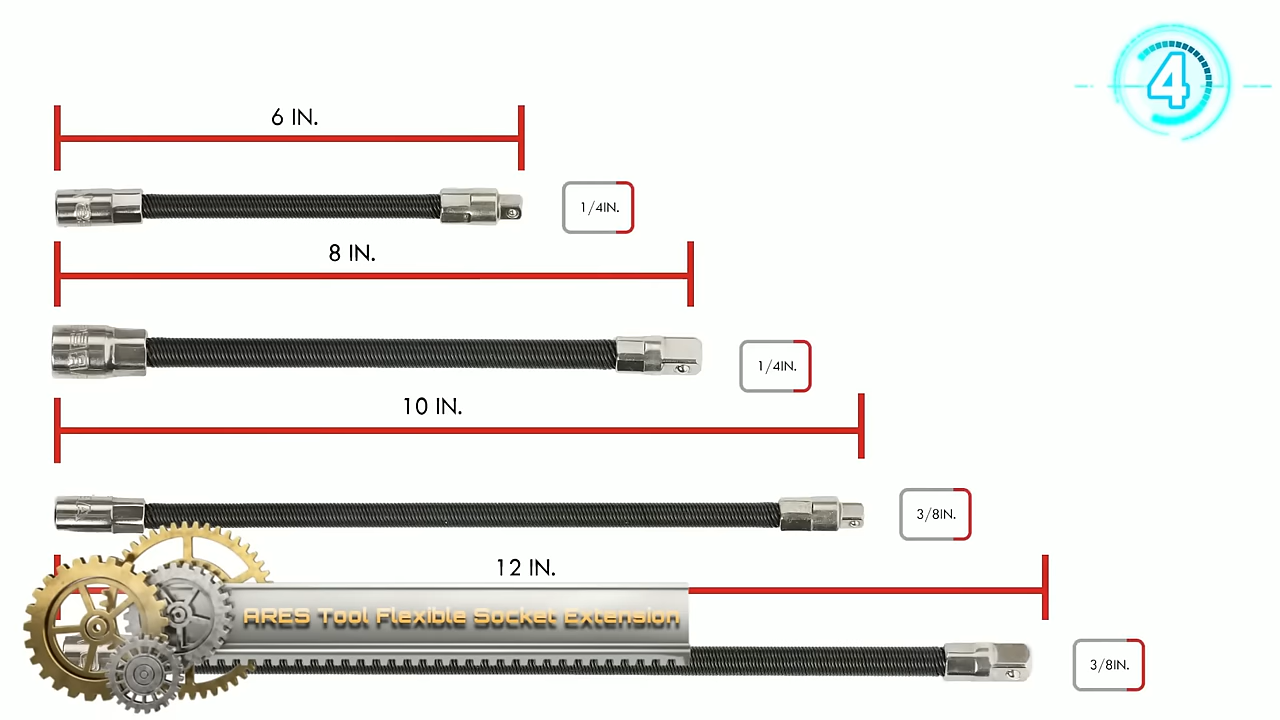 4
6 IN.
1/4IN.
8 IN.
1/4IN.
10 IN.
3/8IN.
12 IN.
ARES Tool Flexible Socket Extension
3/8IN.